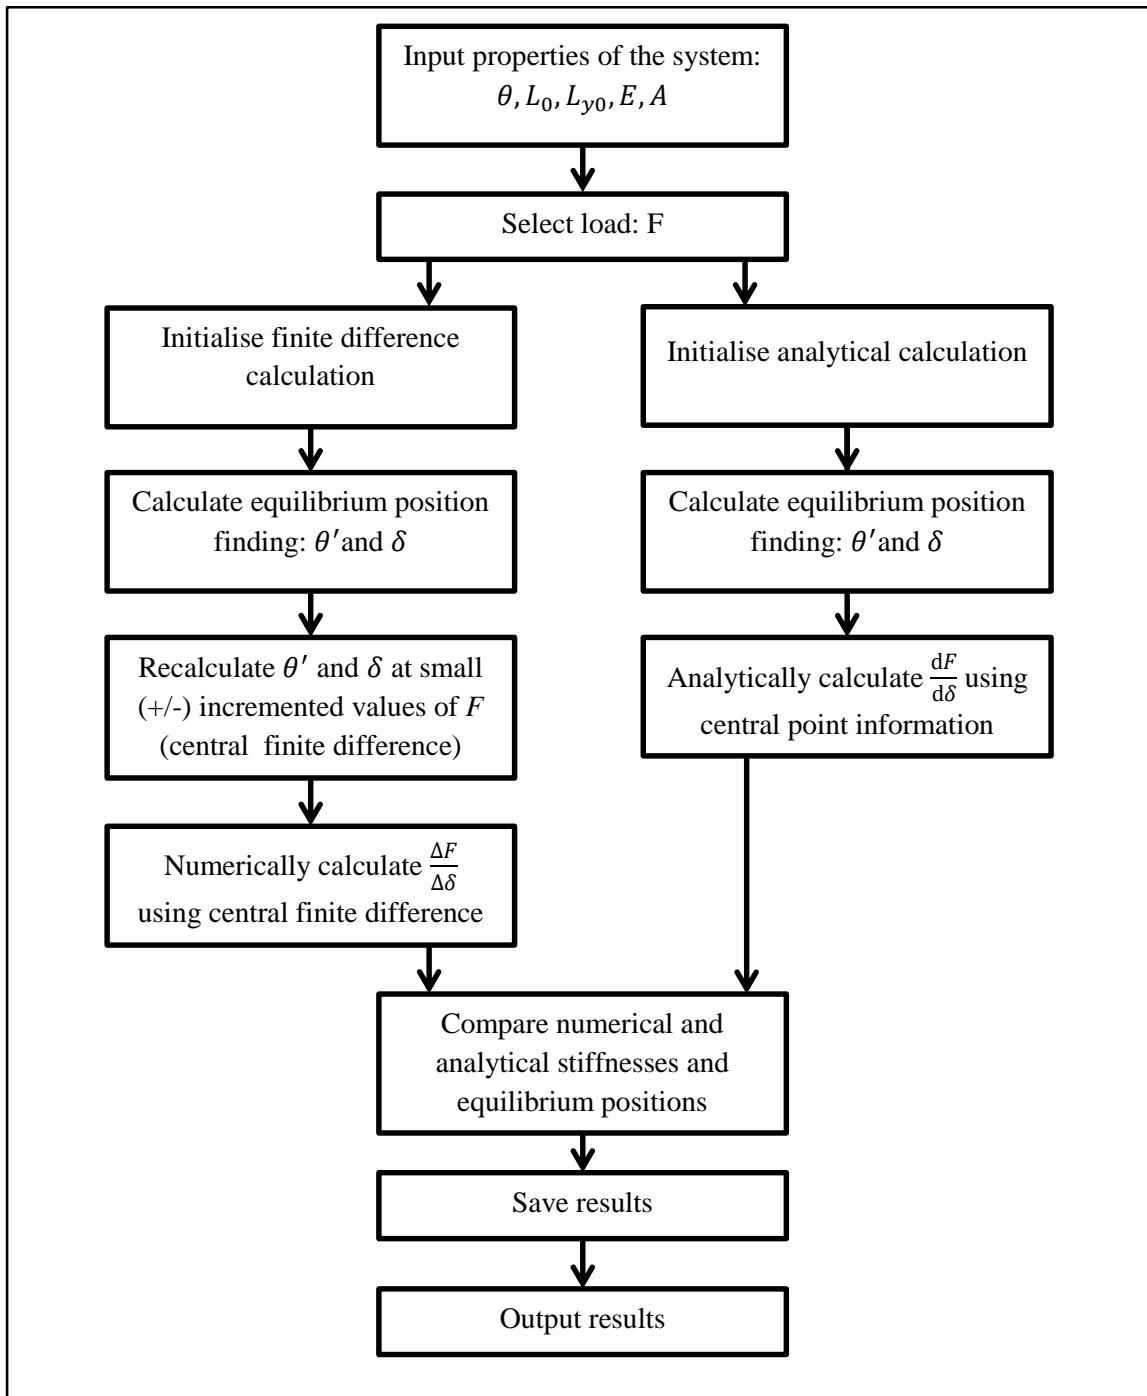 Input properties of the system:
θ, L₀, L_y0, E, A
Select load: F
Initialise finite difference
calculation
Initialise analytical calculation
Calculate equilibrium position
finding: θ′and δ
Calculate equilibrium position
finding: θ′and δ
Recalculate θ′ and δ at small
(+/-) incremented values of F
(central finite difference)
Analytically calculate dF/dδ using
central point information
Numerically calculate ΔF/Δδ
using central finite difference
Compare numerical and
analytical stiffnesses and
equilibrium positions
Save results
Output results